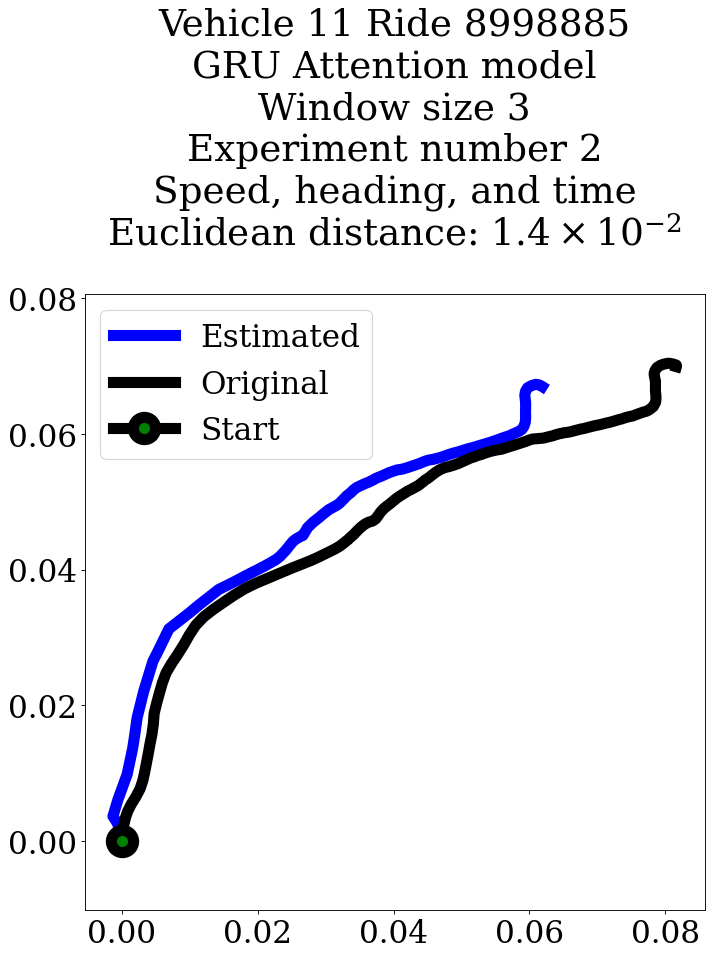 Vehicle 11 Ride 8998885
GRU Attention model
Window size 3
Experiment number 2
Speed, heading, and time
Euclidean distance: 1.4 × 10⁻²
0.08
0.06
0.04
0.02
0.00
Estimated
Original
Start
0.00 0.02 0.04 0.06 0.08